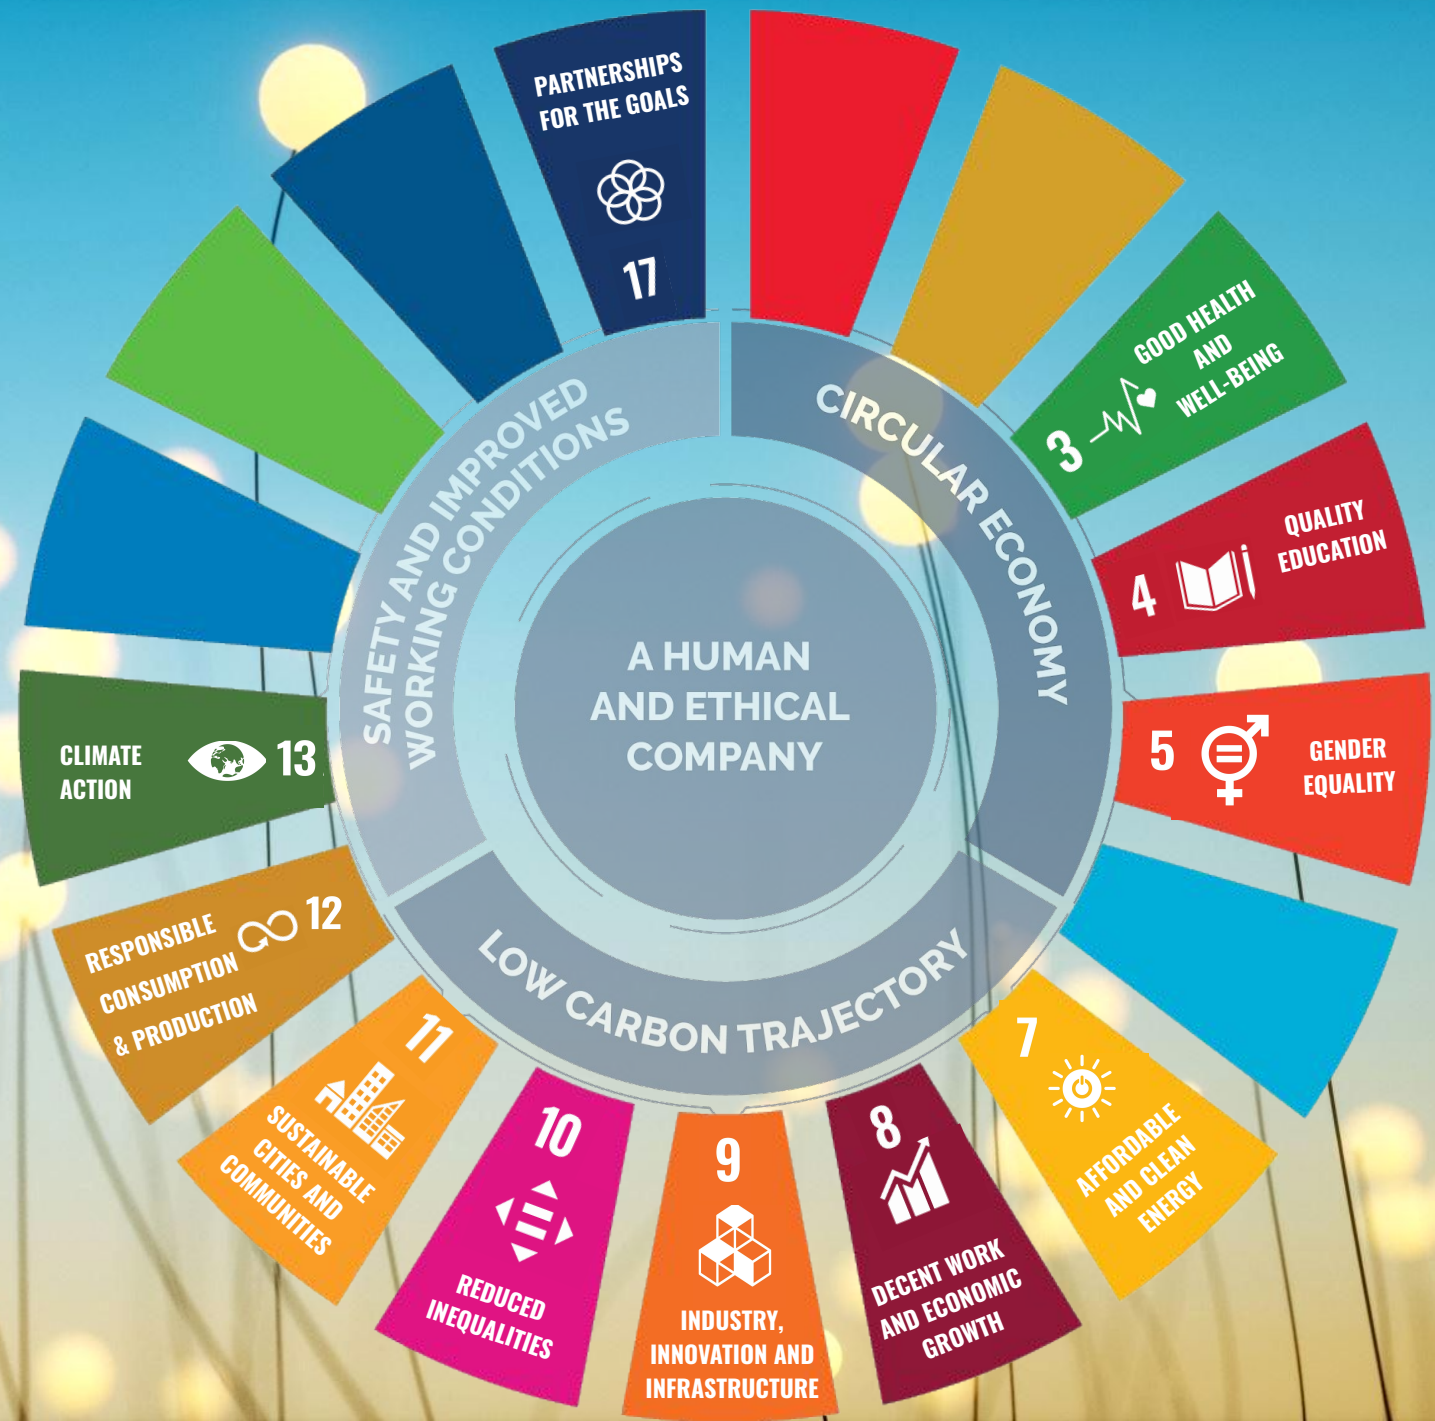 PARTNERSHIPS
FOR THE GOALS
17
GOOD HEALTH
AND
WELL-BEING
3
QUALITY
EDUCATION
4
5
GENDER
EQUALITY
7
AFFORDABLE
AND CLEAN
ENERGY
8
DECENT WORK
AND ECONOMIC
GROWTH
9
INDUSTRY,
INNOVATION AND
INFRASTRUCTURE
10
REDUCED
INEQUALITIES
11
SUSTAINABLE
CITIES AND
COMMUNITIES
12
RESPONSIBLE
CONSUMPTION
& PRODUCTION
13
CLIMATE
ACTION
SAFETY AND IMPROVED
WORKING CONDITIONS
CIRCULAR ECONOMY
LOW CARBON TRAJECTORY
A HUMAN
AND ETHICAL
COMPANY